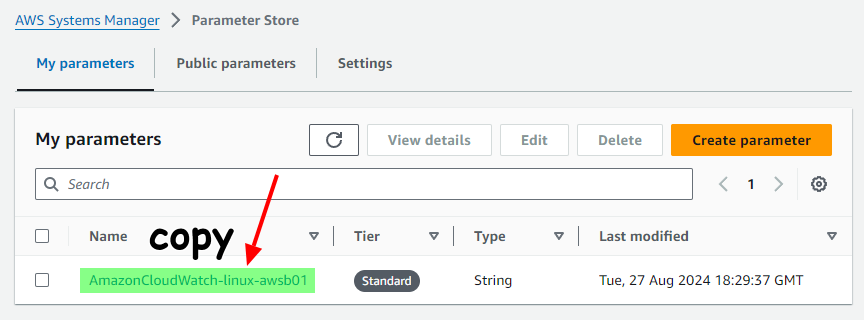 AWS Systems Manager > Parameter Store
My parameters Public parameters Settings
My parameters View details Edit Delete Create parameter
Search 1
Name copy Tier Type Last modified
AmazonCloudWatch-linux-awsb01 Standard String Tue, 27 Aug 2024 18:29:37 GMT